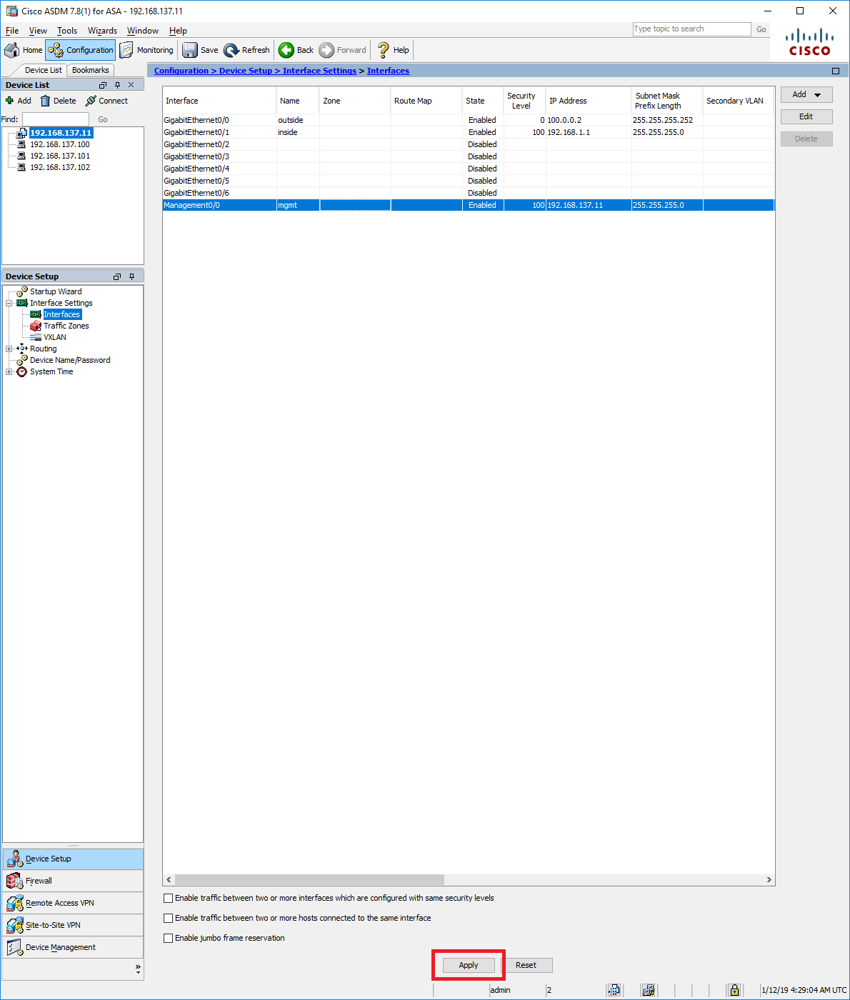 Cisco ASDM 7.8(1) for ASA - 192.168.137.11
File View Tools Wizards Window Help
Type topic to search Go
Home Configuration Monitoring Save Refresh Back Forward Help
CISCO
Device List Bookmarks
Configuration > Device Setup > Interface Settings > Interfaces
Device List
Add Delete Connect
Find: Go
192.168.137.11
192.168.137.100
192.168.137.101
192.168.137.102
Device Setup
Startup Wizard
Interface Settings
Interfaces
Traffic Zones
VXLAN
Routing
Device Name/Password
System Time
Device Setup
Firewall
Remote Access VPN
Site-to-Site VPN
Device Management
Interface Name Zone Route Map State Security Level IP Address Subnet Mask Prefix Length Secondary VLAN
GigabitEthernet0/0 outside Enabled 0 100.0.0.2 255.255.255.252
GigabitEthernet0/1 inside Enabled 100 192.168.1.1 255.255.255.0
GigabitEthernet0/2 Disabled
GigabitEthernet0/3 Disabled
GigabitEthernet0/4 Disabled
GigabitEthernet0/5 Disabled
GigabitEthernet0/6 Disabled
Management0/0 mgmt Enabled 100 192.168.137.11 255.255.255.0
Add
Edit
Delete
Enable traffic between two or more interfaces which are configured with same security levels
Enable traffic between two or more hosts connected to the same interface
Enable jumbo frame reservation
Apply Reset
admin 2 1/12/19 4:29:04 AM UTC